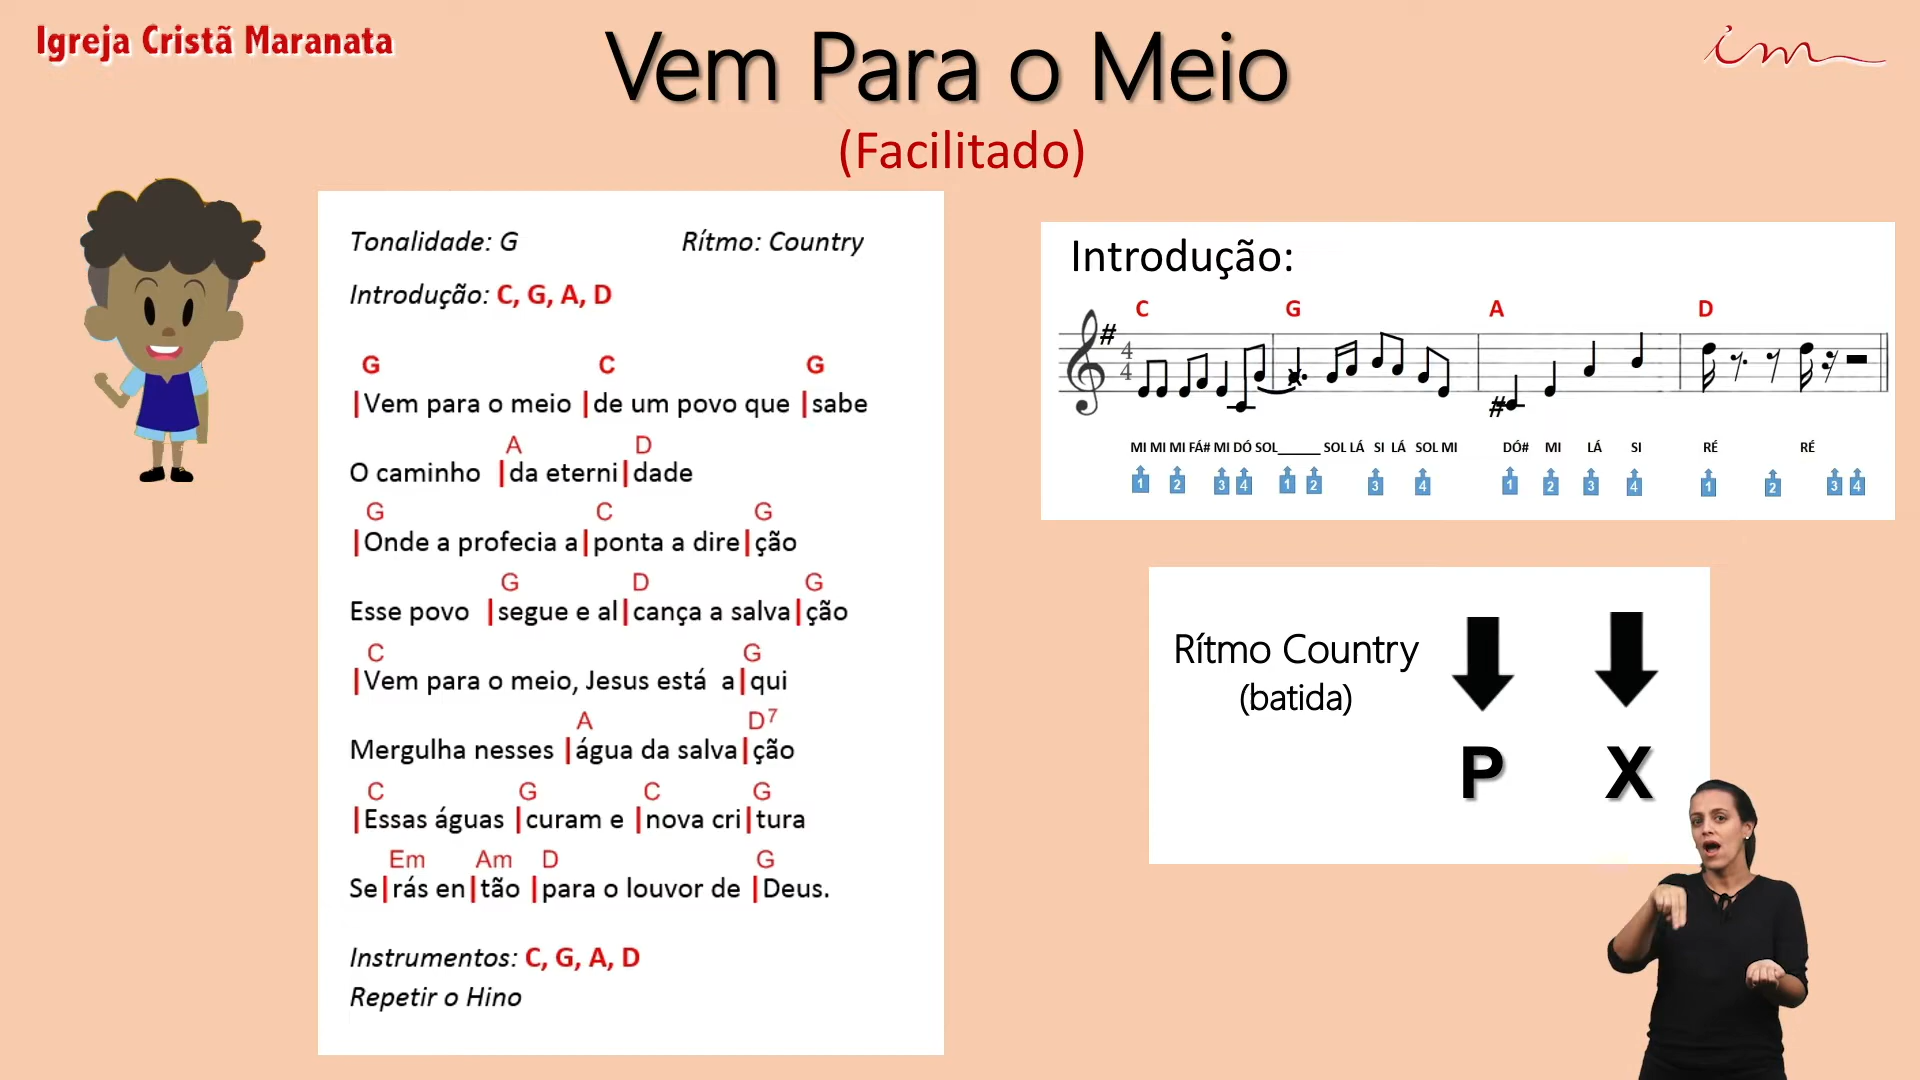 Igreja Cristã Maranata
im
Vem Para o Meio
(Facilitado)
Tonalidade: G Rítmo: Country
Introdução: C, G, A, D
G C G
|Vem para o meio |de um povo que |sabe
A D
O caminho |da eterni|dade
G C G
|Onde a profecia a|ponta a dire|ção
G D G
Esse povo |segue e al|cança a salva|ção
C G
|Vem para o meio, Jesus está a|qui
A D7
Mergulha nesses |água da salva|ção
C G C G
|Essas águas |curam e |nova cri|tura
Em Am D G
Se|rás en|tão |para o louvor de |Deus.
Instrumentos: C, G, A, D
Repetir o Hino
Introdução:
C G A D
4
4
MI MI MI FÁ# MI DÓ SOL_____ SOL LÁ SI LÁ SOL MI DÓ# MI LÁ SI RÉ RÉ
1 2 3 4 1 2 3 4 1 2 3 4 1 2 3 4
Rítmo Country
(batida)
P X